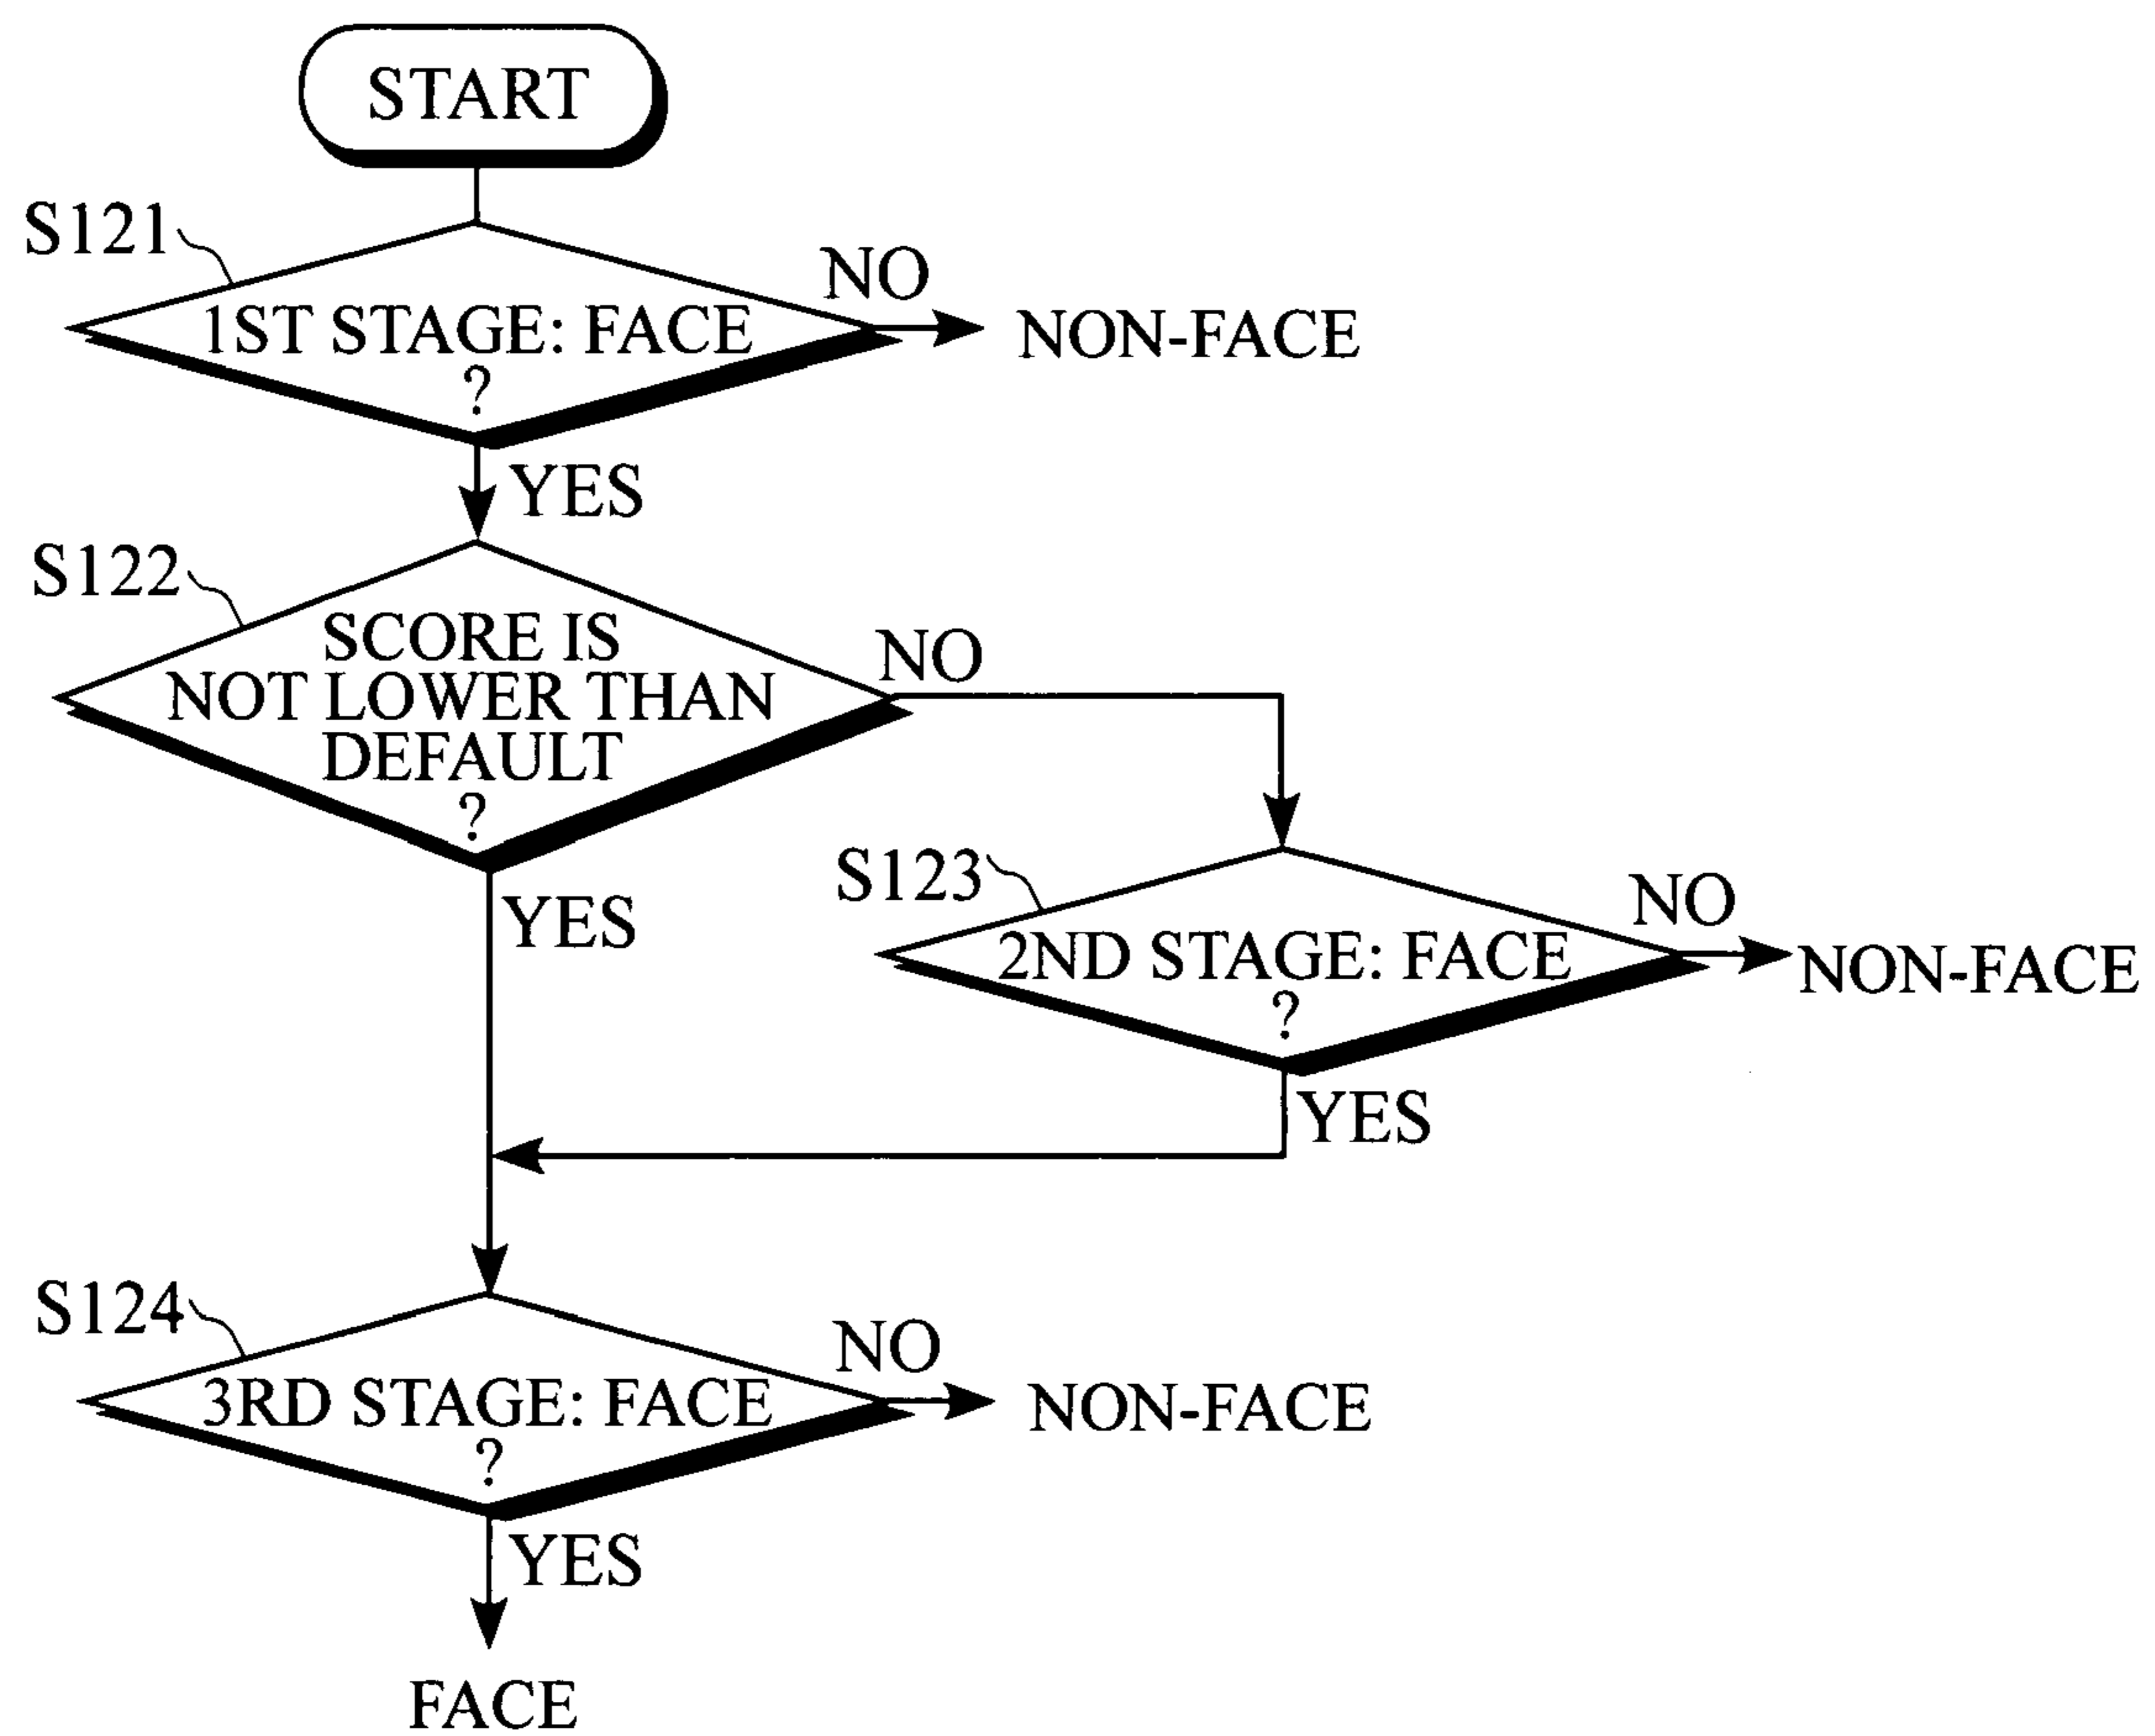 START
S121
NO
1ST STAGE: FACE
?
NON-FACE
YES
S122
SCORE IS
NOT LOWER THAN
DEFAULT
?
NO
YES
S123
NO
2ND STAGE: FACE
?
NON-FACE
YES
S124
NO
3RD STAGE: FACE
?
NON-FACE
YES
FACE